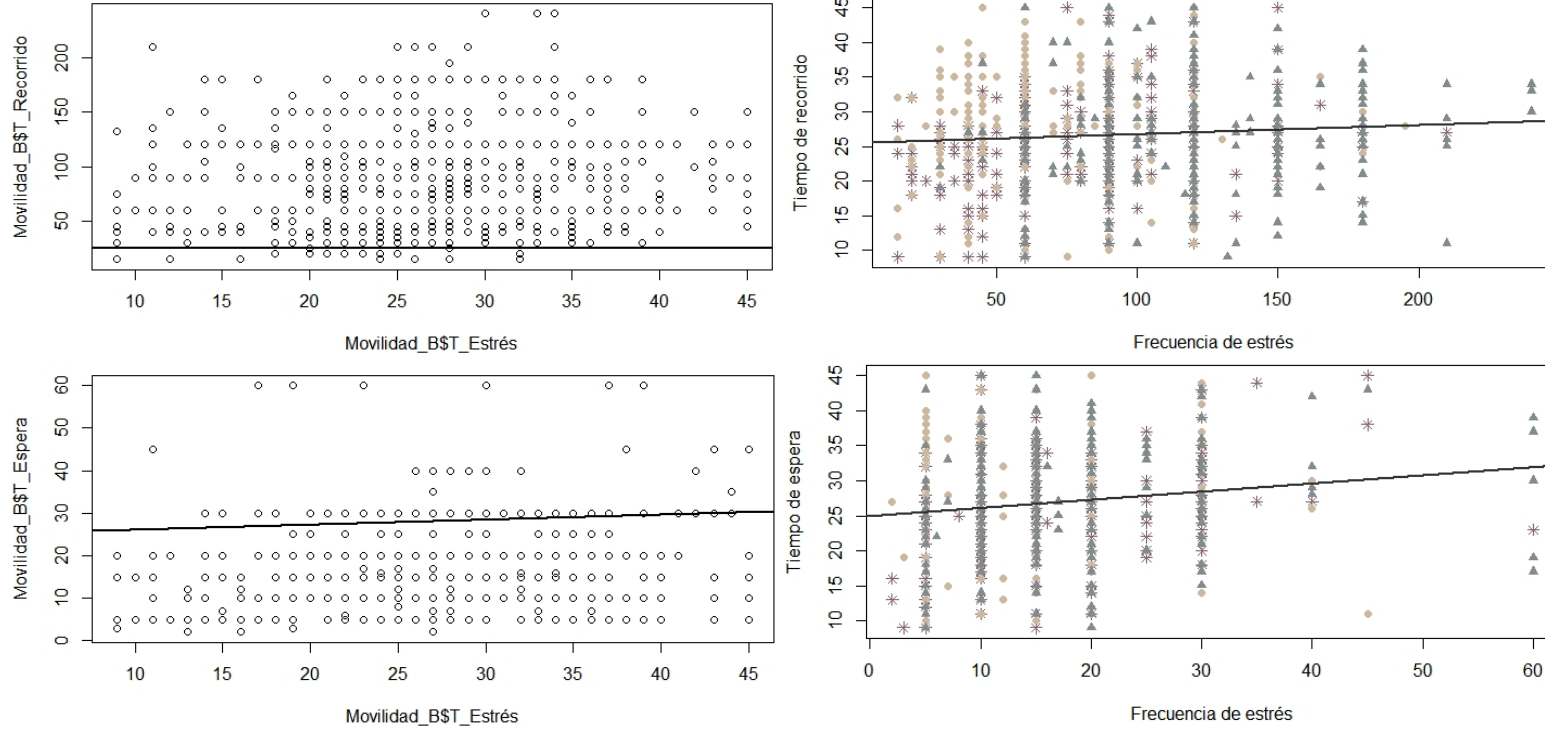 Movilidad_B$T_Recorrido
200
150
100
50
10 15 20 25 30 35 40 45
Movilidad_B$T_Estrés
Tiempo de recorrido
45
40
35
30
25
20
15
10
50 100 150 200
Frecuencia de estrés
Movilidad_B$T_Espera
60
50
40
30
20
10
0
10 15 20 25 30 35 40 45
Movilidad_B$T_Estrés
Tiempo de espera
45
40
35
30
25
20
15
10
0 10 20 30 40 50 60
Frecuencia de estrés